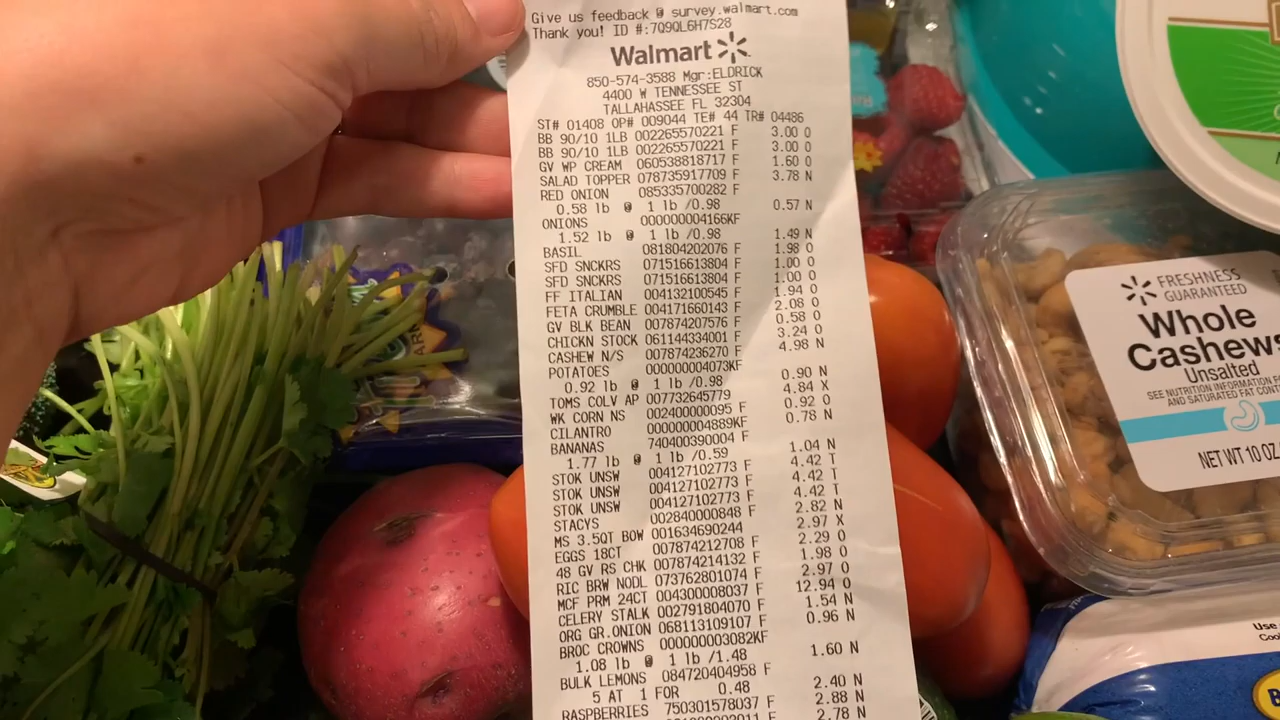 Give us feedback @ survey.walmart.com
Thank you! ID #:7Q9QL6H7S28
Walmart
850-574-3588 Mgr:ELDRICK
4400 W TENNESSEE ST
TALLAHASSEE FL 32304
ST# 01408 OP# 009044 TE# 44 TR# 04486
BB 90/10 1LB 002265570221 F 3.00 O
BB 90/10 1LB 002265570221 F 3.00 O
GV WP CREAM 060538818717 F 1.60 O
SALAD TOPPER 078735917709 F 3.78 N
RED ONION 085335700282 F
0.58 lb @ 1 lb /0.98 0.57 N
ONIONS 000000004166KF
1.52 lb @ 1 lb /0.98 1.49 N
BASIL 081804202076 F 1.98 O
SFD SNCKRS 071516613804 F 1.00 O
SFD SNCKRS 071516613804 F 1.00 O
FF ITALIAN 004132100545 F 1.94 O
FETA CRUMBLE 004171660143 F 2.08 O
GV BLK BEAN 007874207576 F 0.58 O
CHICKN STOCK 061144334001 F 3.24 O
CASHEW N/S 007874236270 F 4.98 N
POTATOES 000000004073KF
0.92 lb @ 1 lb /0.98 0.90 N
TOMS COLV AP 007732645779 4.84 X
WK CORN NS 002400000095 F 0.92 O
CILANTRO 000000004889KF 0.78 N
BANANAS 740400390004 F
1.77 lb @ 1 lb /0.59 1.04 N
STOK UNSW 004127102773 F 4.42 T
STOK UNSW 004127102773 F 4.42 T
STOK UNSW 004127102773 F 4.42 T
STACYS 002840000848 F 2.82 N
MS 3.5QT BOW 001634690244 2.97 X
EGGS 18CT 007874212708 F 2.29 O
48 GV RS CHK 007874214132 F 1.98 O
RIC BRW NODL 073762801074 F 2.97 O
MCF PRM 24CT 004300008037 F 12.94 O
CELERY STALK 002791804070 F 1.54 N
ORG GR.ONION 068113109107 F 0.96 N
BROC CROWNS 000000003082KF
1.08 lb @ 1 lb /1.48 1.60 N
BULK LEMONS 084720404958 F
5 AT 1 FOR 0.48 2.40 N
RASPBERRIES 750301578037 F 2.88 N
2.78 N
FRESHNESS
GUARANTEED
Whole
Cashews
Unsalted
SEE NUTRITION INFORMATION
AND SATURATED FAT
NET WT 10 OZ
Use